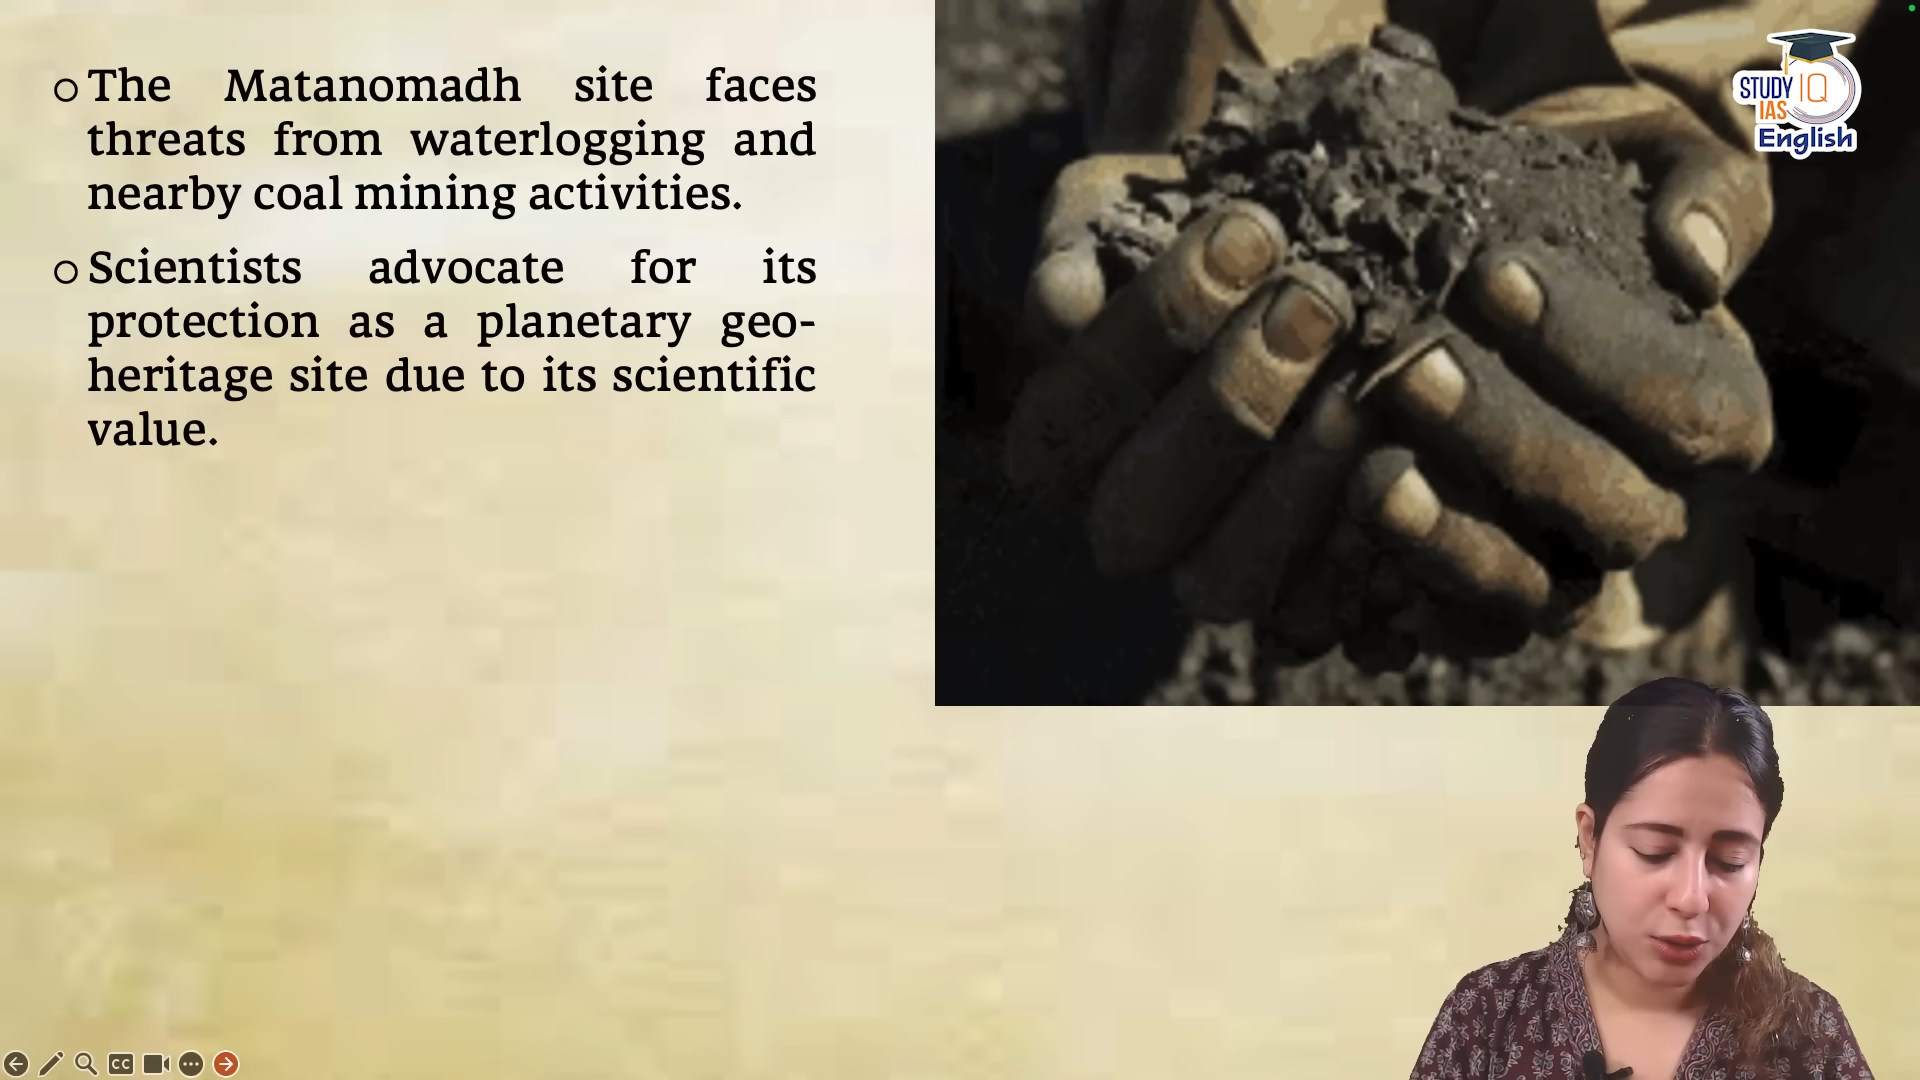 The Matanomadh site faces
threats from waterlogging and
nearby coal mining activities.
Scientists advocate for its
protection as a planetary geo-
heritage site due to its scientific
value.
STUDY IQ
IAS
English
CC